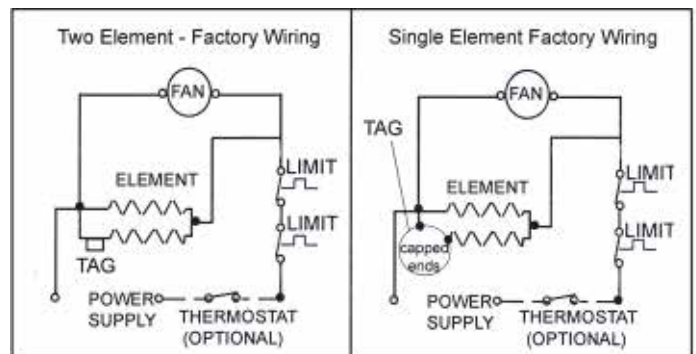 Two Element - Factory Wiring
FAN
LIMIT
ELEMENT
LIMIT
TAG
POWER
SUPPLY
THERMOSTAT
(OPTIONAL)
Single Element Factory Wiring
FAN
TAG
LIMIT
ELEMENT
LIMIT
capped
ends
POWER
SUPPLY
THERMOSTAT
(OPTIONAL)